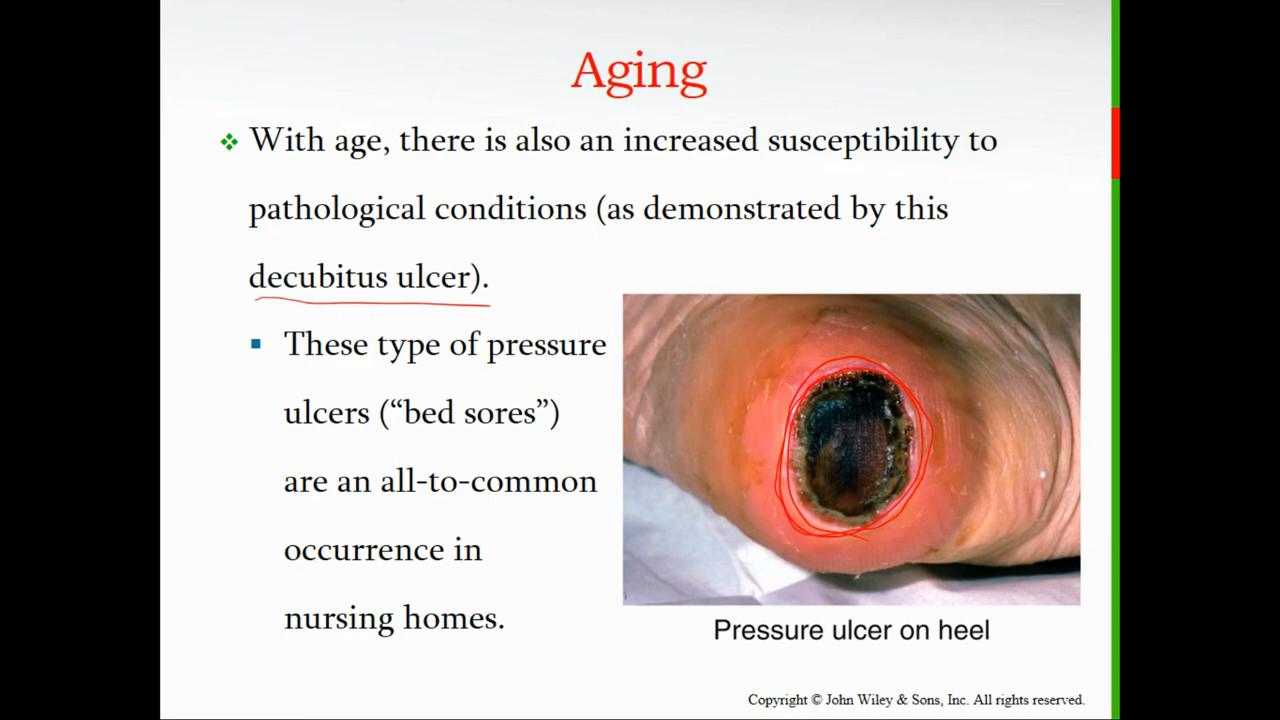 Aging
With age, there is also an increased susceptibility to
pathological conditions (as demonstrated by this
decubitus ulcer).
These type of pressure
ulcers (“bed sores”)
are an all-to-common
occurrence in
nursing homes.
Pressure ulcer on heel
Copyright © John Wiley & Sons, Inc. All rights reserved.